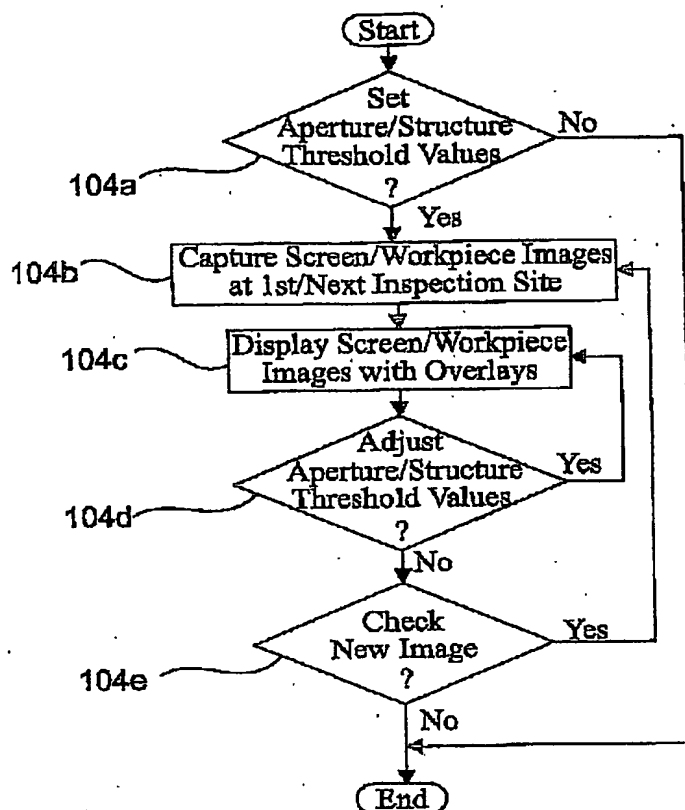 Start
Set
Aperture/Structure
Threshold Values
?
No
104a
Yes
Capture Screen/Workpiece Images
at 1st/Next Inspection Site
104b
Display Screen/Workpiece
Images with Overlays
104c
Adjust
Aperture/Structure
Threshold Values
?
Yes
104d
No
Check
New Image
?
Yes
104e
No
End